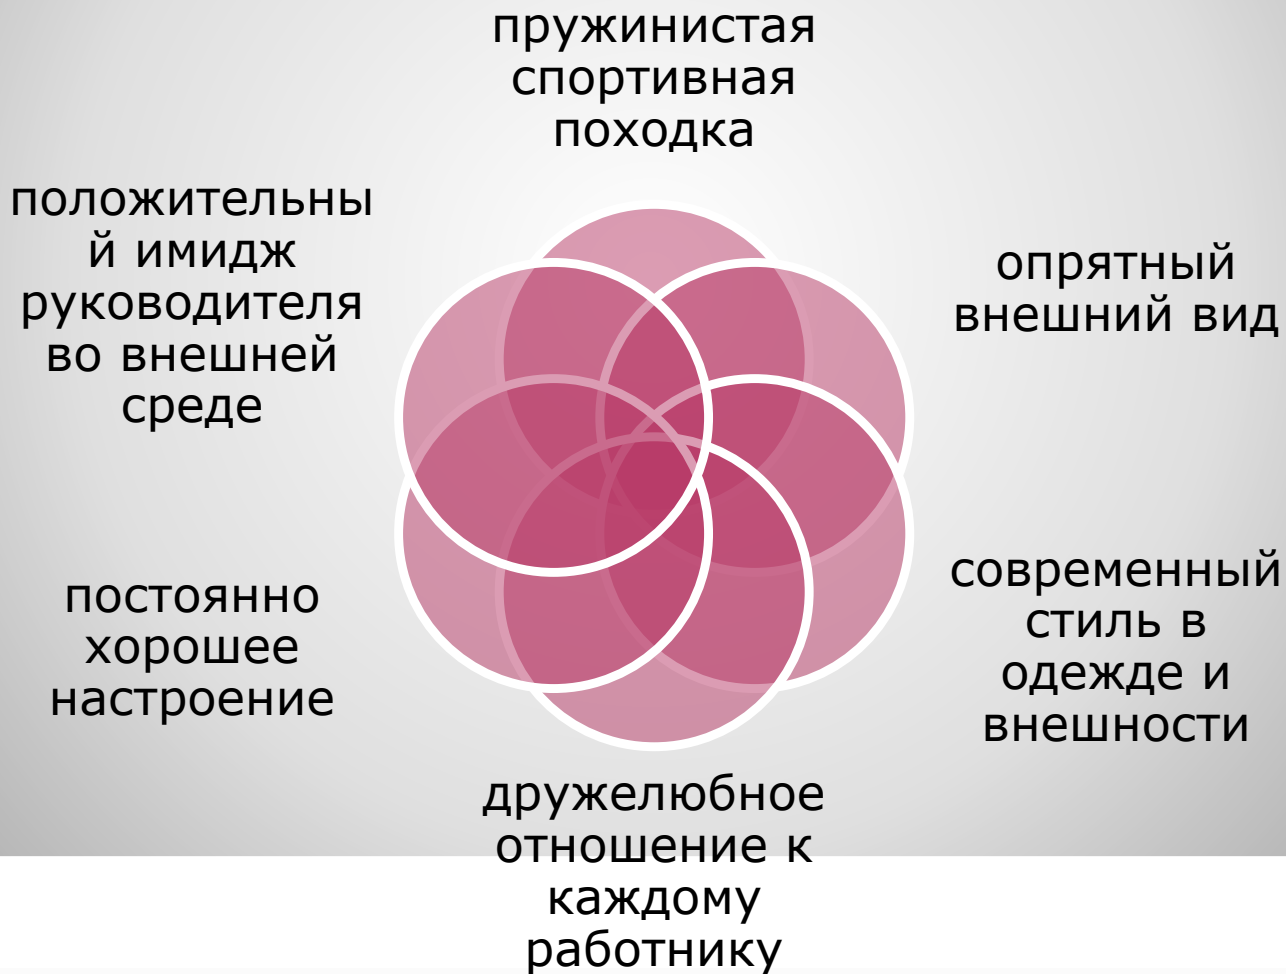 пружинистая
спортивная
походка
опрятный
внешний вид
современный
стиль в
одежде и
внешности
дружелюбное
отношение к
каждому
работнику
постоянно
хорошее
настроение
положительны
й имидж
руководителя
во внешней
среде